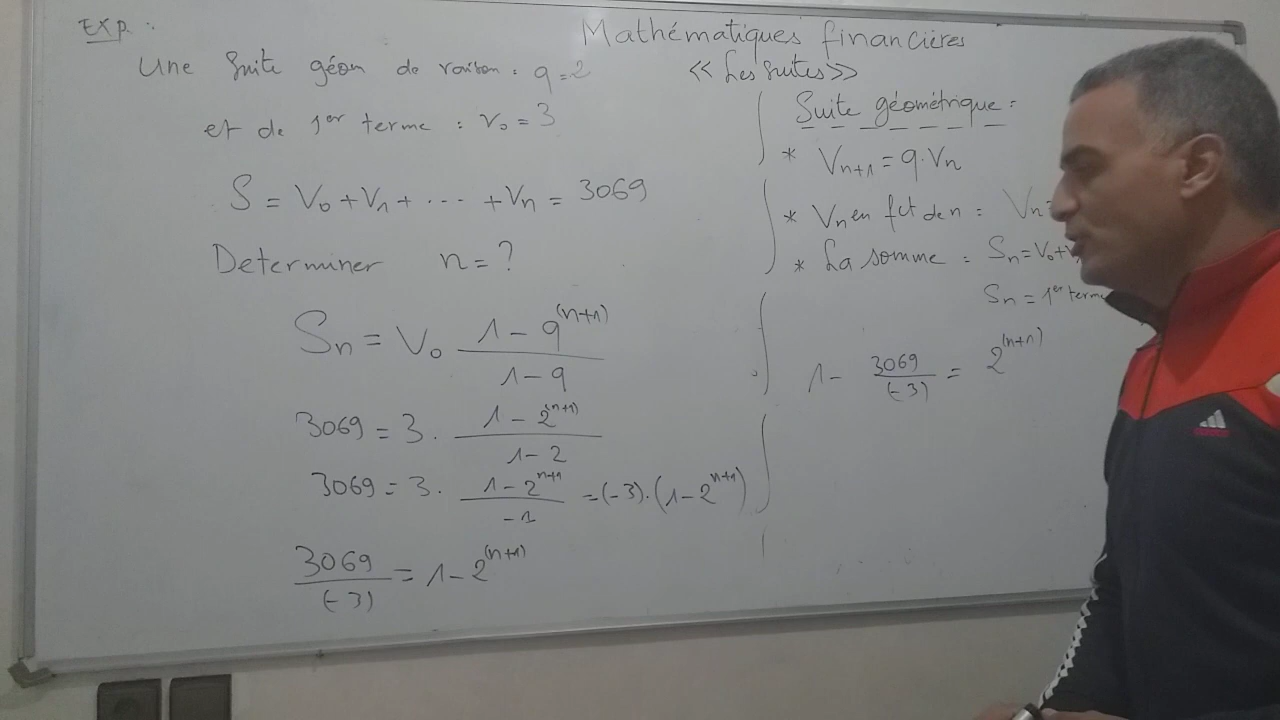 Exp :
Une Suite géom de raison : q = 2
et de 1er terme : V₀ = 3
S = V₀ + V₁ + ... + Vn = 3069
Determiner n = ?
Sn = V₀ (1 - q^(n+1)) / (1 - q)
3069 = 3 . (1 - 2^(n+1)) / (1 - 2)
3069 = 3 . (1 - 2^(n+1)) / (-1) = (-3) . (1 - 2^(n+1))
3069 / (-3) = 1 - 2^(n+1)
Mathématiques financières
<< Les suites >>
Suite géométrique :
* Vn+1 = q . Vn
* Vn en fct de n : Vn =
* La somme : Sn = V₀ +
Sn = 1er terme
1 - 3069 / (-3) = 2^(n+1)
adidas